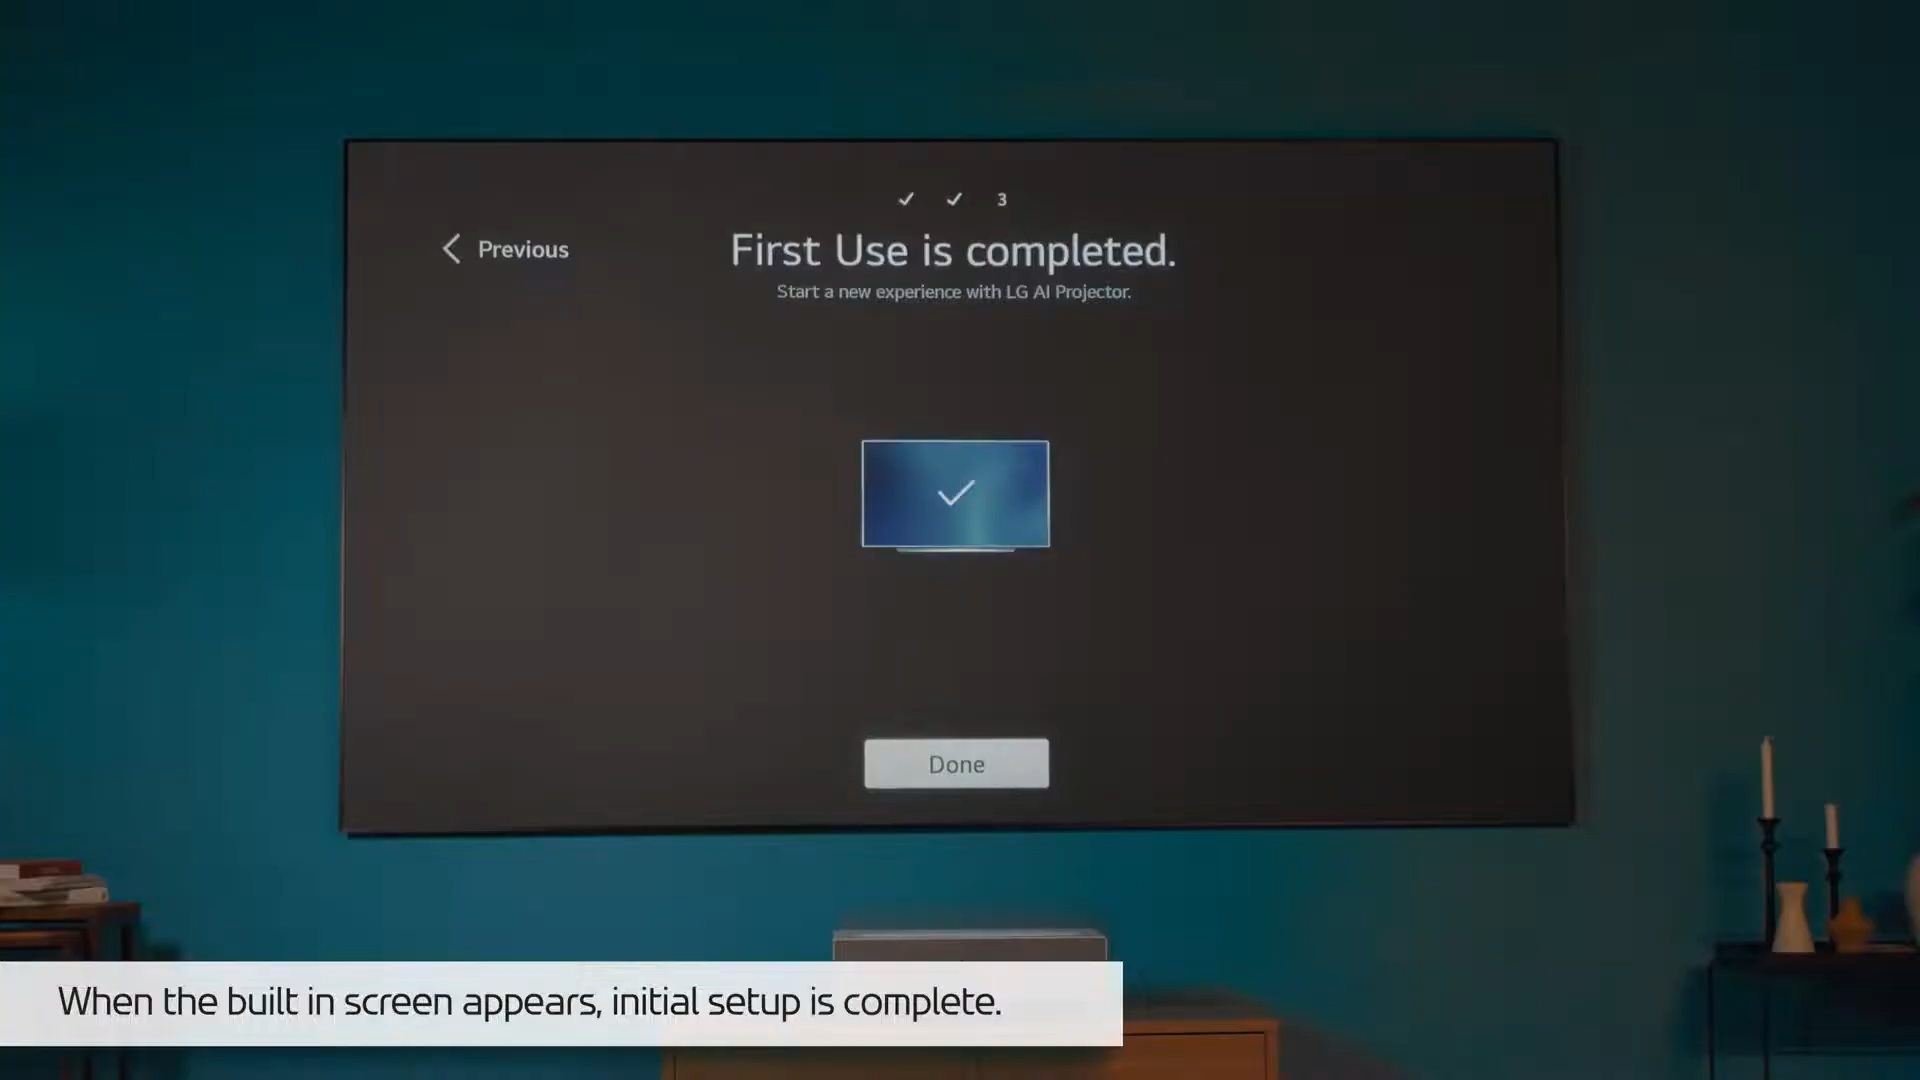 3
Previous
First Use is completed.
Start a new experience with LG AI Projector.
Done
When the built in screen appears, initial setup is complete.